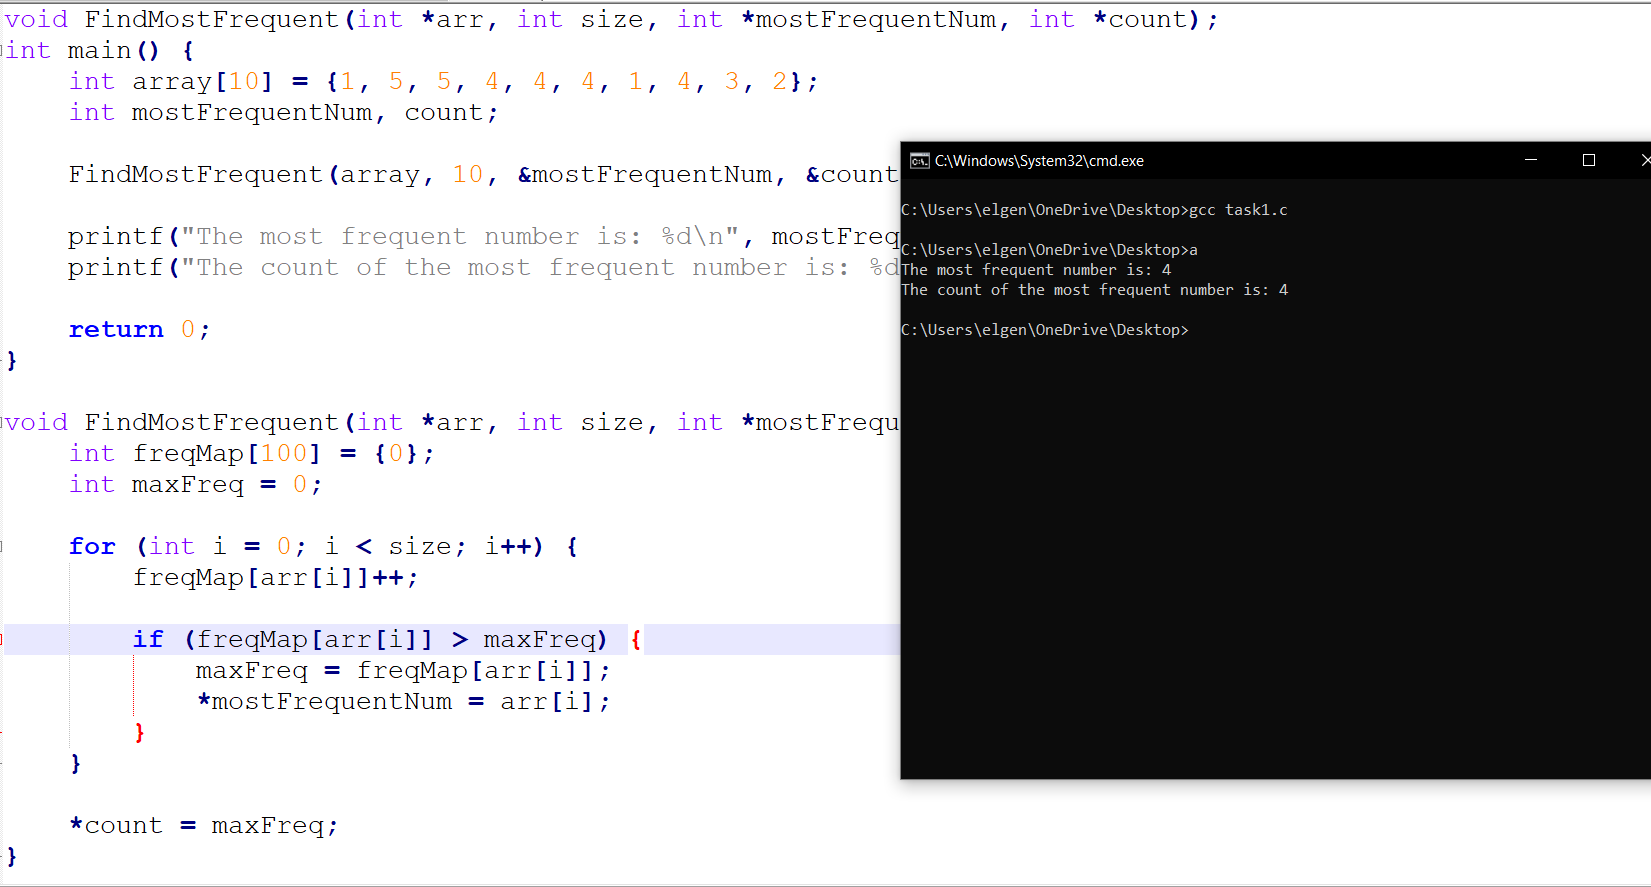 void FindMostFrequent(int *arr, int size, int *mostFrequentNum, int *count);
int main() {
    int array[10] = {1, 5, 5, 4, 4, 4, 1, 4, 3, 2};
    int mostFrequentNum, count;
    FindMostFrequent(array, 10, &mostFrequentNum, &count
    printf("The most frequent number is: %d\n", mostFreq
    printf("The count of the most frequent number is: %d
    return 0;
}
void FindMostFrequent(int *arr, int size, int *mostFrequ
    int freqMap[100] = {0};
    int maxFreq = 0;
    for (int i = 0; i < size; i++) {
        freqMap[arr[i]]++;
        if (freqMap[arr[i]] > maxFreq) {
            maxFreq = freqMap[arr[i]];
            *mostFrequentNum = arr[i];
        }
    }
    *count = maxFreq;
}
C:\Windows\System32\cmd.exe
C:\Users\elgen\OneDrive\Desktop>gcc task1.c
C:\Users\elgen\OneDrive\Desktop>a
The most frequent number is: 4
The count of the most frequent number is: 4
C:\Users\elgen\OneDrive\Desktop>